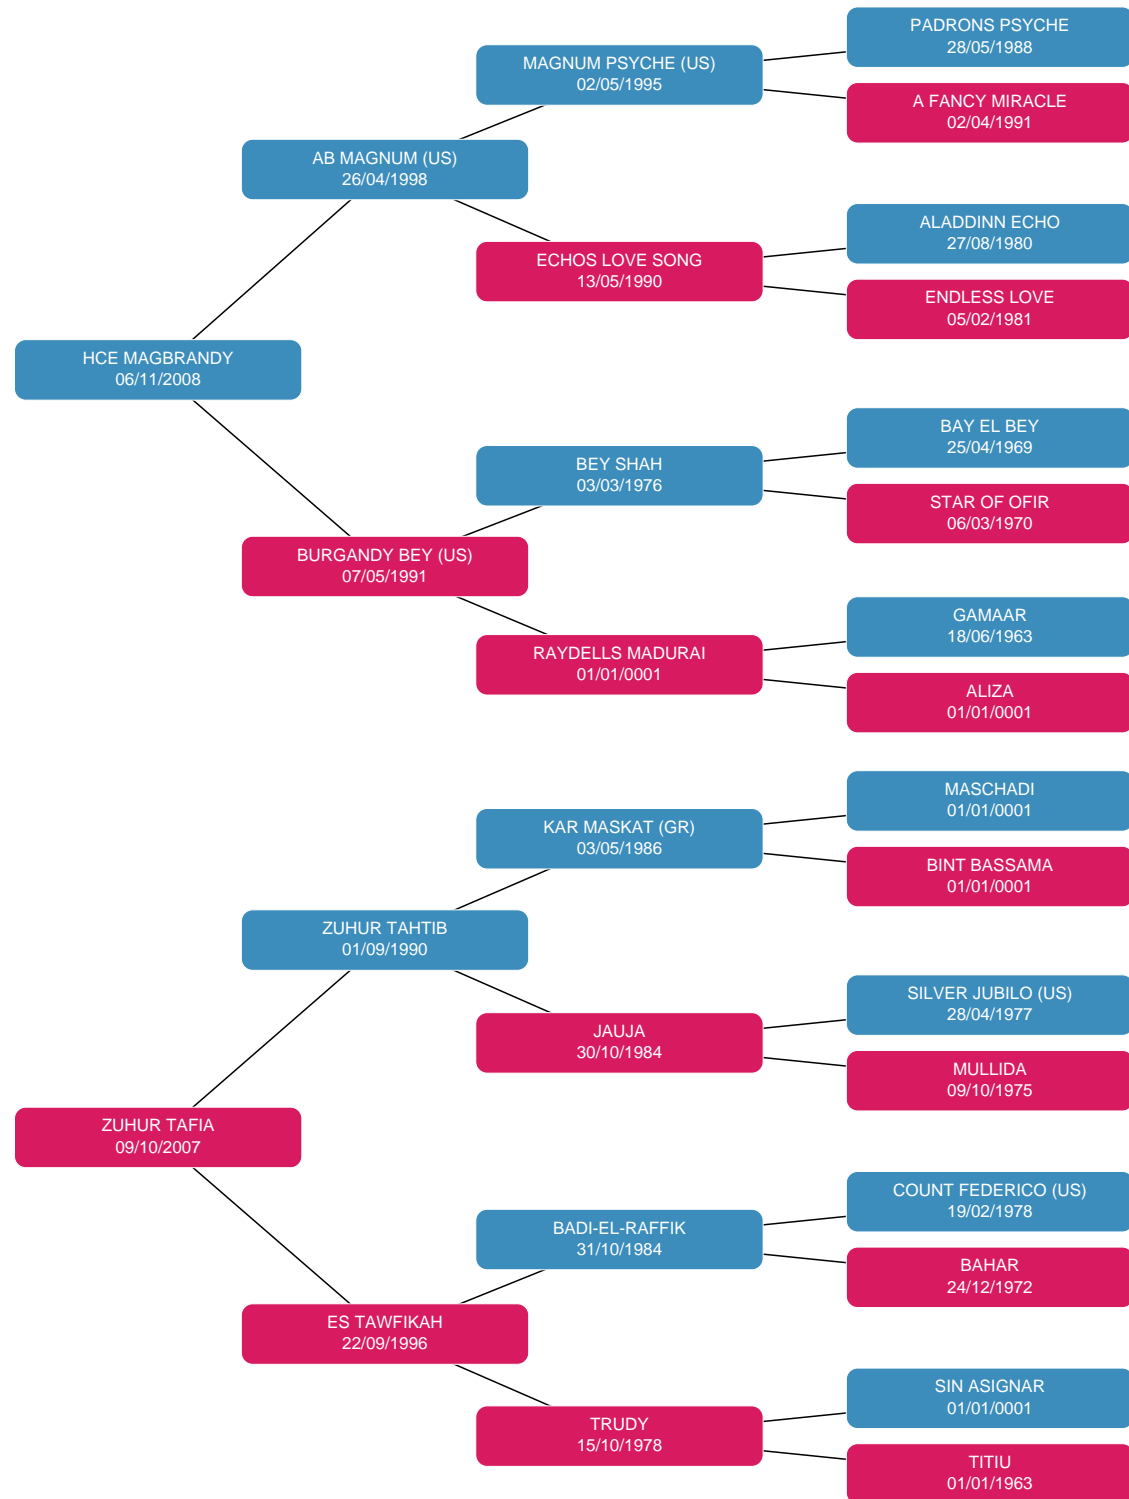 PADRONS PSYCHE
28/05/1988
MAGNUM PSYCHE (US)
02/05/1995
A FANCY MIRACLE
02/04/1991
AB MAGNUM (US)
26/04/1998
ALADDINN ECHO
27/08/1980
ECHOS LOVE SONG
13/05/1990
ENDLESS LOVE
05/02/1981
HCE MAGBRANDY
06/11/2008
BAY EL BEY
25/04/1969
BEY SHAH
03/03/1976
STAR OF OFIR
06/03/1970
BURGANDY BEY (US)
07/05/1991
GAMAAR
18/06/1963
RAYDELLS MADURAI
01/01/0001
ALIZA
01/01/0001
MASCHADI
01/01/0001
KAR MASKAT (GR)
03/05/1986
BINT BASSAMA
01/01/0001
ZUHUR TAHTIB
01/09/1990
SILVER JUBILO (US)
28/04/1977
JAUJA
30/10/1984
MULLIDA
09/10/1975
ZUHUR TAFIA
09/10/2007
COUNT FEDERICO (US)
19/02/1978
BADI-EL-RAFFIK
31/10/1984
BAHAR
24/12/1972
ES TAWFIKAH
22/09/1996
SIN ASIGNAR
01/01/0001
TRUDY
15/10/1978
TITIU
01/01/1963